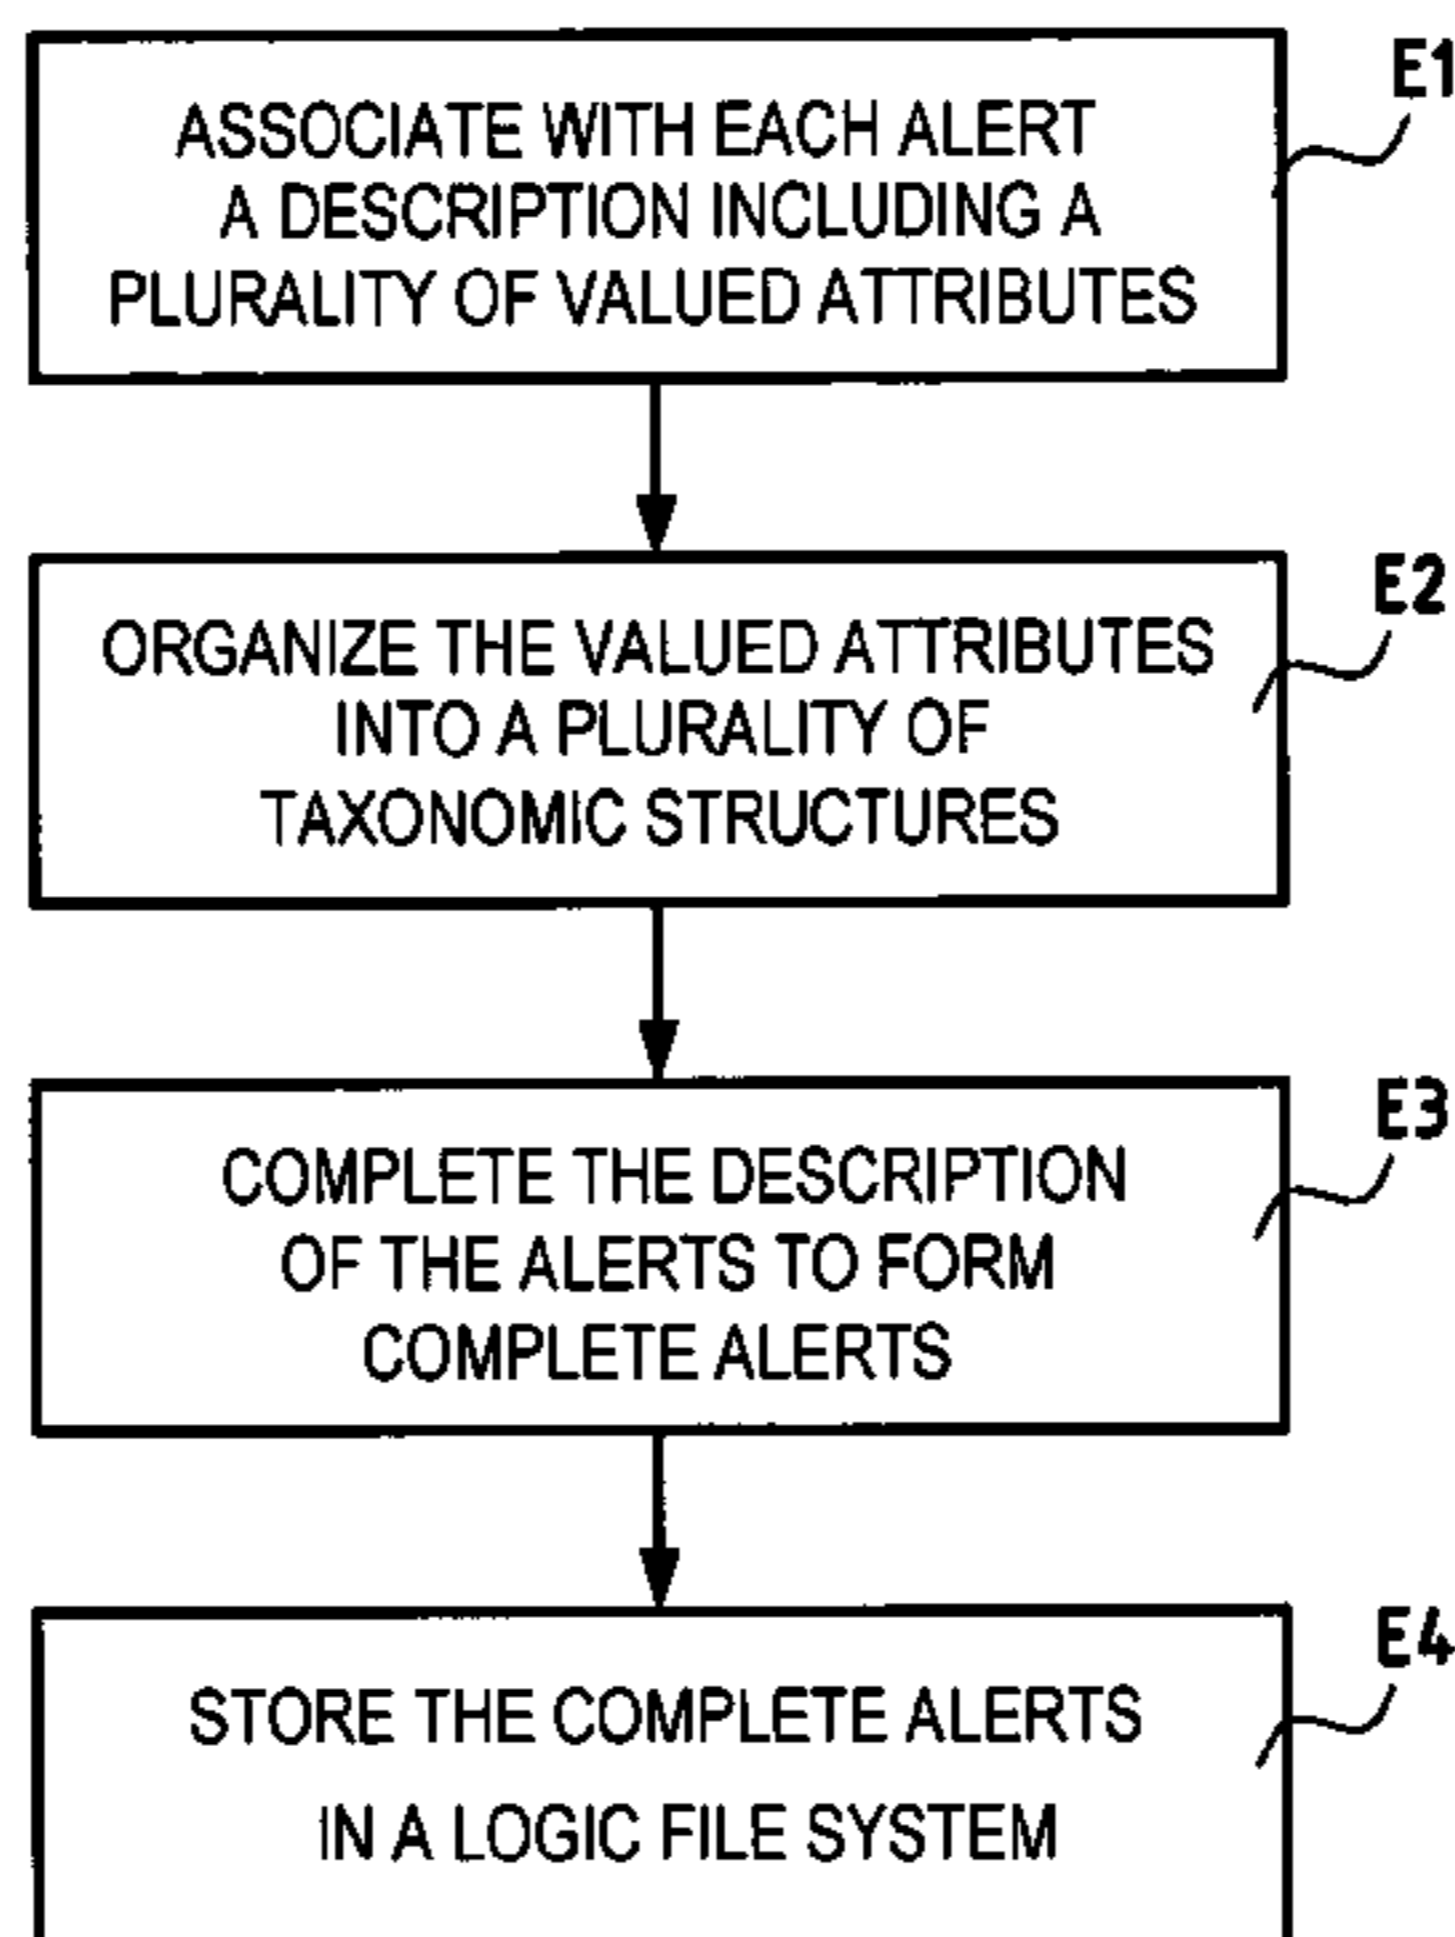 E1
ASSOCIATE WITH EACH ALERT
A DESCRIPTION INCLUDING A
PLURALITY OF VALUED ATTRIBUTES
E2
ORGANIZE THE VALUED ATTRIBUTES
INTO A PLURALITY OF
TAXONOMIC STRUCTURES
E3
COMPLETE THE DESCRIPTION
OF THE ALERTS TO FORM
COMPLETE ALERTS
E4
STORE THE COMPLETE ALERTS
IN A LOGIC FILE SYSTEM